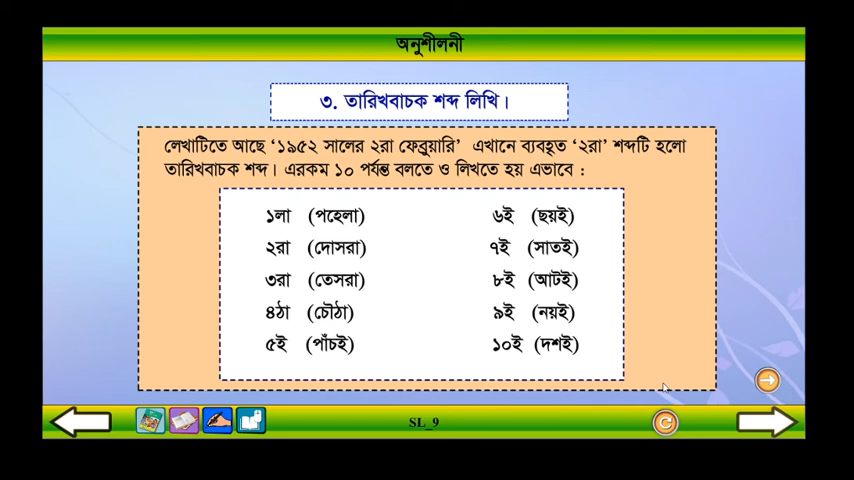 অনুশীলনী
৩. তারিখবাচক শব্দ লিখি।
লেখাটিতে আছে ‘১৯৫২ সালের ২রা ফেব্রুয়ারি’ এখানে ব্যবহৃত ‘২রা’ শব্দটি হলো
তারিখবাচক শব্দ। এরকম ১০ পর্যন্ত বলতে ও লিখতে হয় এভাবে :
১লা (পহেলা) ৬ই (ছয়ই)
২রা (দোসরা) ৭ই (সাতই)
৩রা (তেসরা) ৮ই (আটই)
৪ঠা (চৌঠা) ৯ই (নয়ই)
৫ই (পাঁচই) ১০ই (দশই)
SL_9